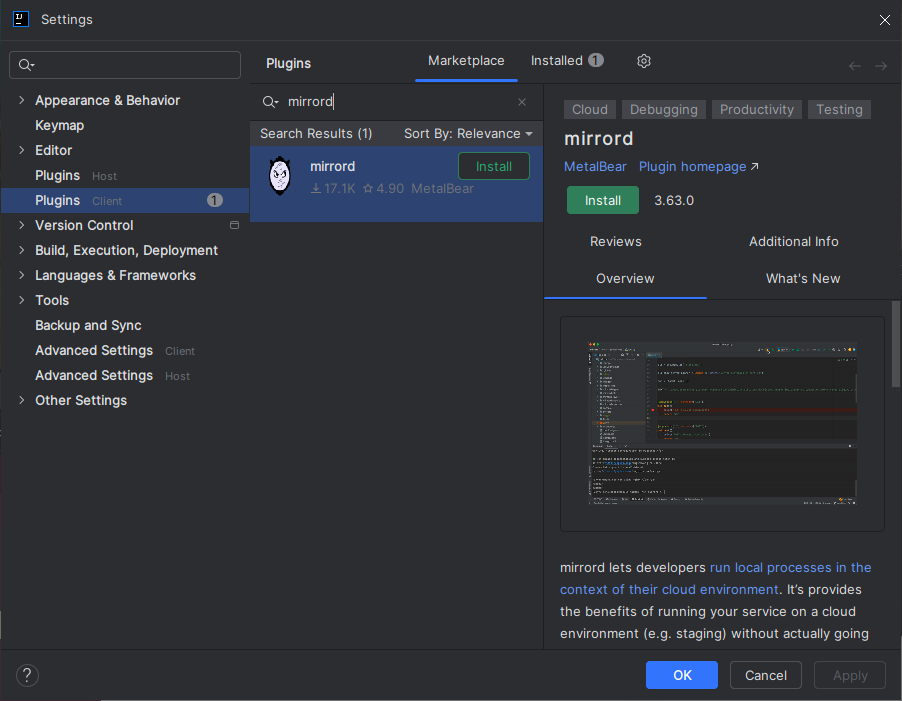 Settings
Plugins
Marketplace
Installed 1
mirrord
Appearance & Behavior
Keymap
Editor
Plugins Host
Plugins Client 1
Version Control
Build, Execution, Deployment
Languages & Frameworks
Tools
Backup and Sync
Advanced Settings Client
Advanced Settings Host
Other Settings
Search Results (1) Sort By: Relevance
mirrord
Install
17.1K 4.90 MetalBear
Cloud Debugging Productivity Testing
mirrord
MetalBear Plugin homepage ↗
Install 3.63.0
Reviews Additional Info
Overview What's New
mirrord lets developers run local processes in the
context of their cloud environment. It’s provides
the benefits of running your service on a cloud
environment (e.g. staging) without actually going
?
OK Cancel Apply